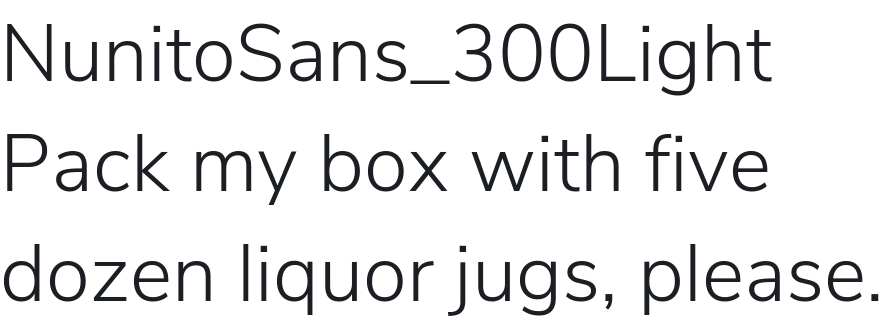 NunitoSans_300Light
Pack my box with five
dozen liquor jugs, please.